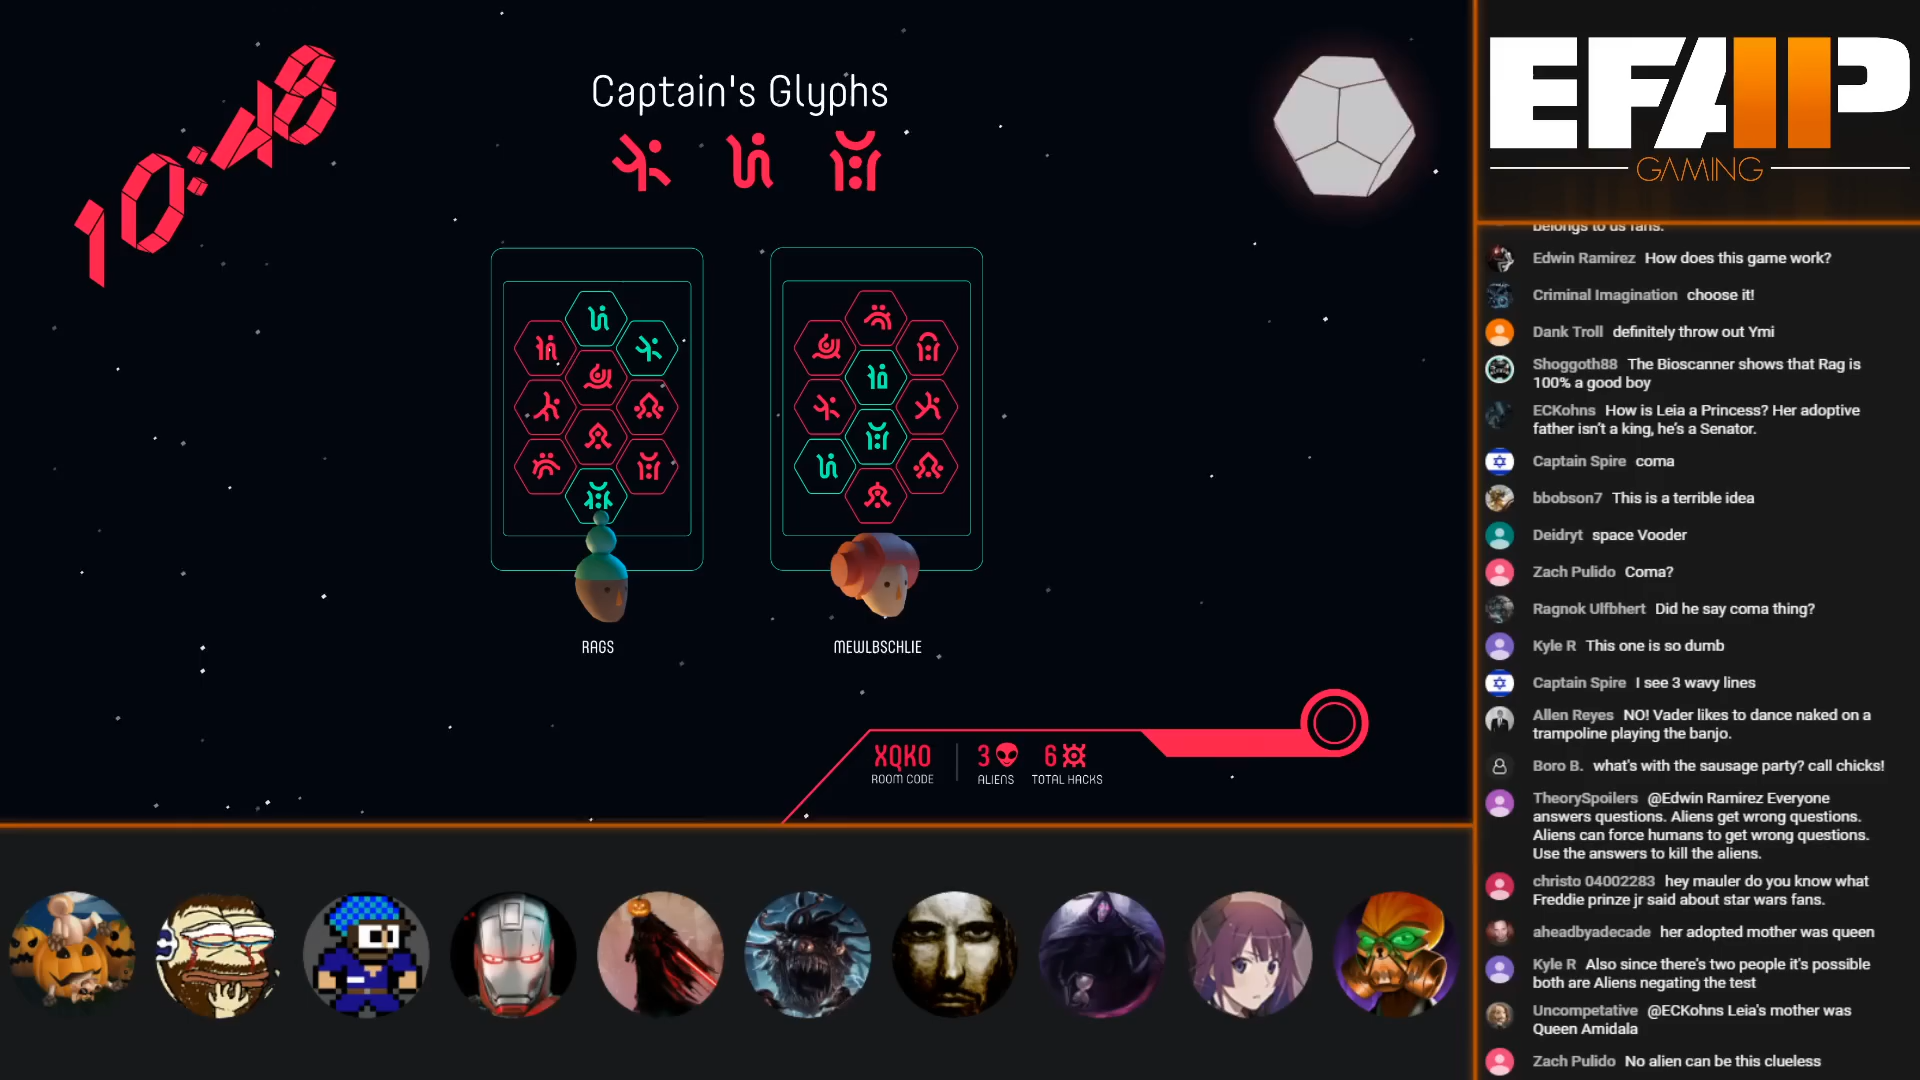 10:48
Captain's Glyphs
RAGS
MEWLBSCHLIE
XQKO
ROOM CODE
3
ALIENS
6
TOTAL HACKS
EFAP
GAMING
belongs to us fans.
Edwin Ramirez How does this game work?
Criminal Imagination choose it!
Dank Troll definitely throw out Ymi
Shoggoth88 The Bioscanner shows that Rag is
100% a good boy
ECKohns How is Leia a Princess? Her adoptive
father isn't a king, he's a Senator.
Captain Spire coma
bbobson7 This is a terrible idea
Deidryt space Vooder
Zach Pulido Coma?
Ragnok Ulfbhert Did he say coma thing?
Kyle R This one is so dumb
Captain Spire I see 3 wavy lines
Allen Reyes NO! Vader likes to dance naked on a
trampoline playing the banjo.
Boro B. what's with the sausage party? call chicks!
TheorySpoilers @Edwin Ramirez Everyone
answers questions. Aliens get wrong questions.
Aliens can force humans to get wrong questions.
Use the answers to kill the aliens.
christo 04002283 hey mauler do you know what
Freddie prinze jr said about star wars fans.
aheadbyadecade her adopted mother was queen
Kyle R Also since there's two people it's possible
both are Aliens negating the test
Uncompetative @ECKohns Leia's mother was
Queen Amidala
Zach Pulido No alien can be this clueless